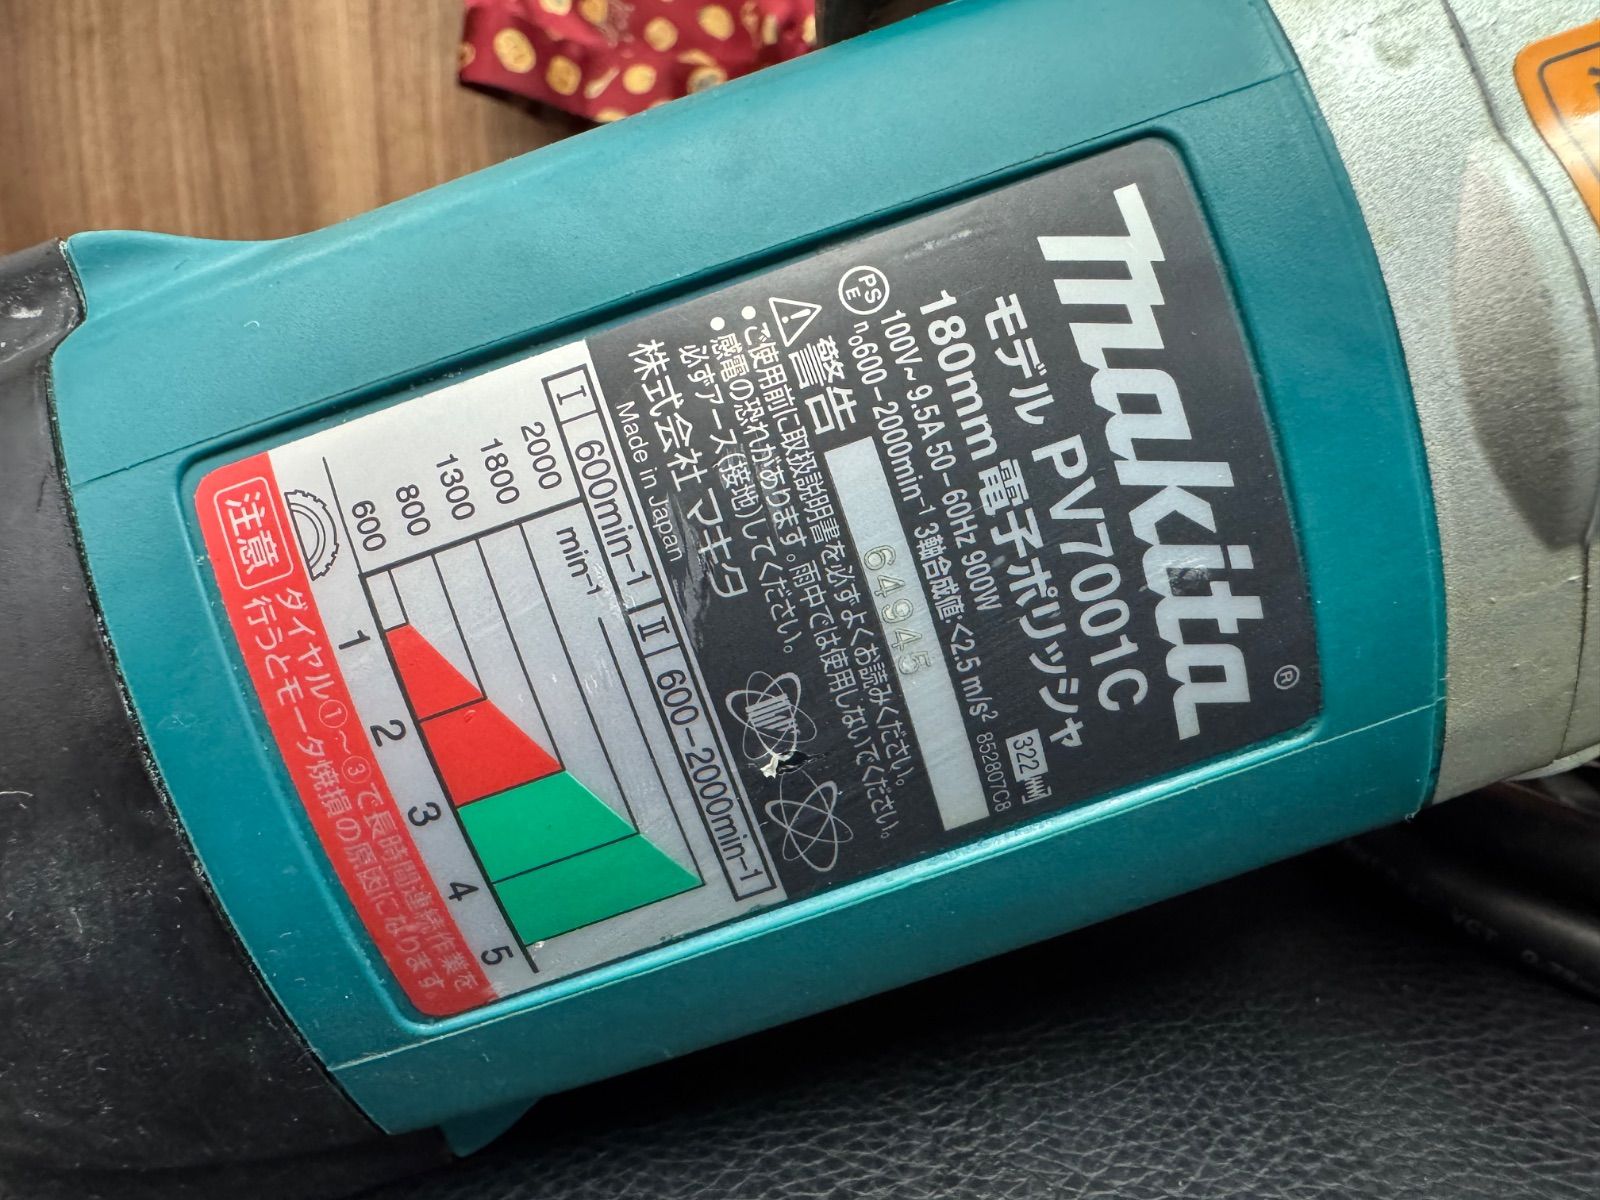 makita®
モデル PV7001C
180mm 電子ポリッシャ
100V~ 9.5A 50-60Hz 900W
n₀600-2000min⁻¹ 3軸合成値:<2.5 m/s² 852807C8
PS
E
322
警告
64945
●ご使用前に取扱説明書を必ずよくお読みください。
●感電の恐れがあります。雨中では使用しないでください。
必ずアース(接地)してください。
株式会社 マキタ
Made in Japan
I 600min-1 II 600-2000min-1
min⁻¹
2000
1800
1300
800
600
1 2 3 4 5
注意 ダイヤル①~③で長時間連続作業を
行うとモータ焼損の原因になります。
VCT 0.75